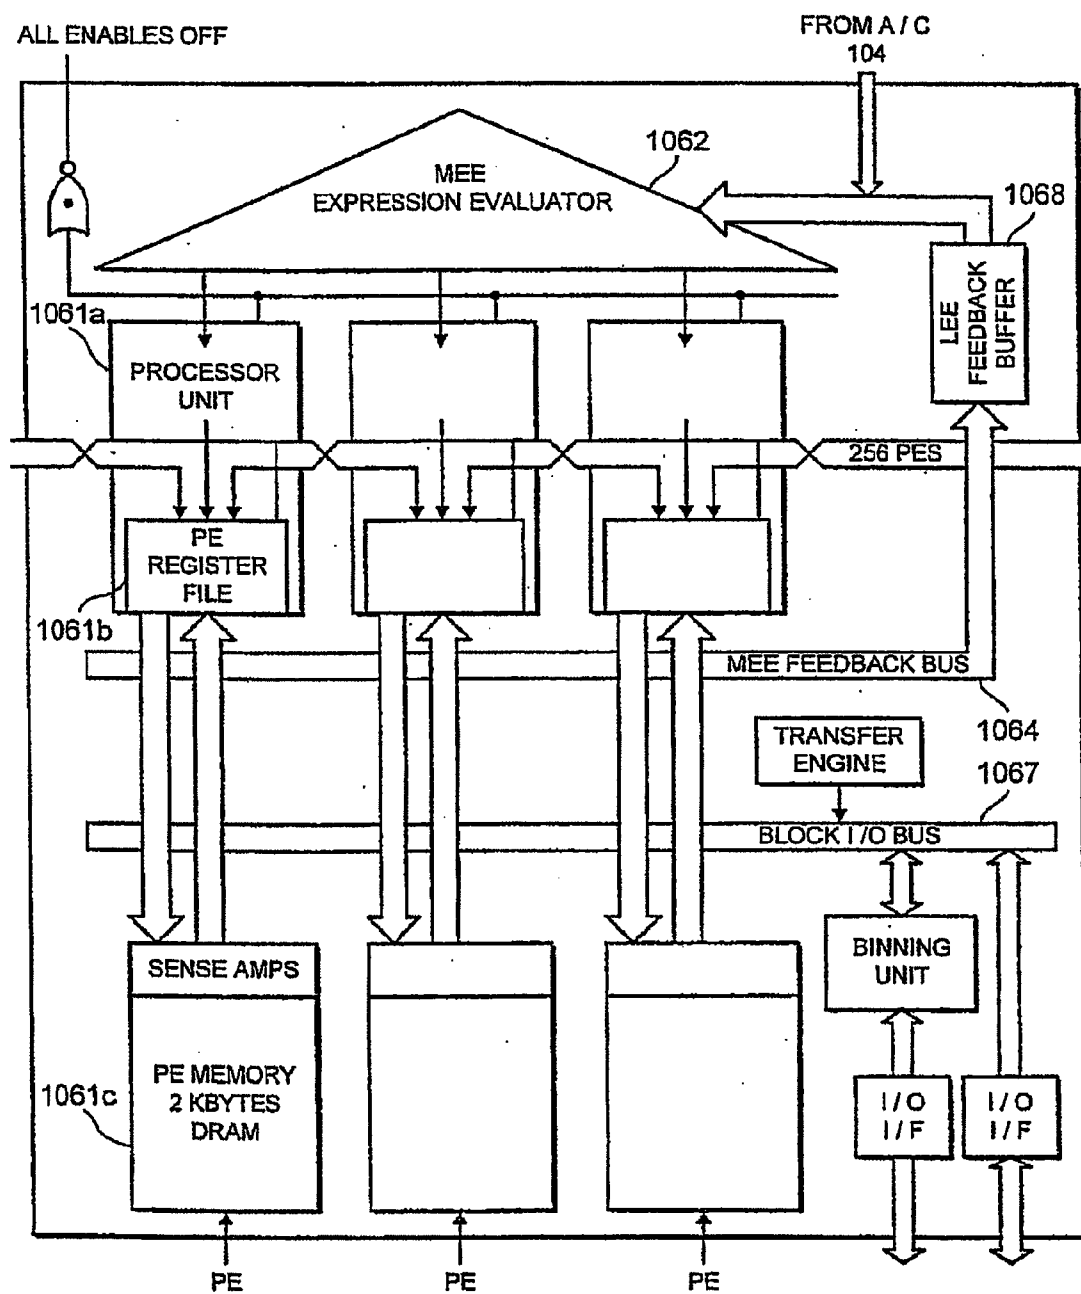 ALL ENABLES OFF
FROM A / C
104
1062
MEE
EXPRESSION EVALUATOR
1068
LEE
FEEDBACK
BUFFER
1061a
PROCESSOR
UNIT
256 PES
PE
REGISTER
FILE
1061b
MEE FEEDBACK BUS
1064
TRANSFER
ENGINE
1067
BLOCK I / O BUS
SENSE AMPS
BINNING
UNIT
1061c
PE MEMORY
2 KBYTES
DRAM
I / O
I / F
I / O
I / F
PE
PE
PE